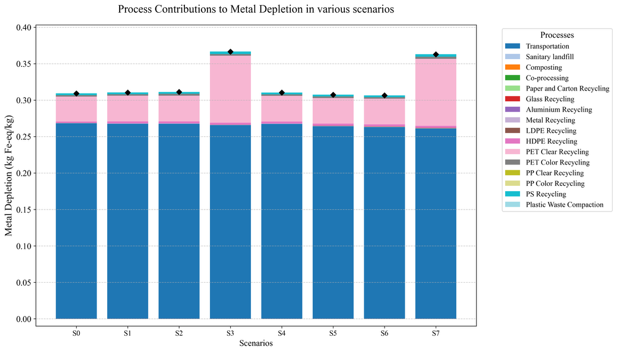 Process Contributions to Metal Depletion in various scenarios
Metal Depletion (kg Fe-eq/kg)
0.40
0.35
0.30
0.25
0.20
0.15
0.10
0.05
0.00
S0 S1 S2 S3 S4 S5 S6 S7
Scenarios
Processes
Transportation
Sanitary landfill
Composting
Co-processing
Paper and Carton Recycling
Glass Recycling
Aluminium Recycling
Metal Recycling
LDPE Recycling
HDPE Recycling
PET Clear Recycling
PET Color Recycling
PP Clear Recycling
PP Color Recycling
PS Recycling
Plastic Waste Compaction